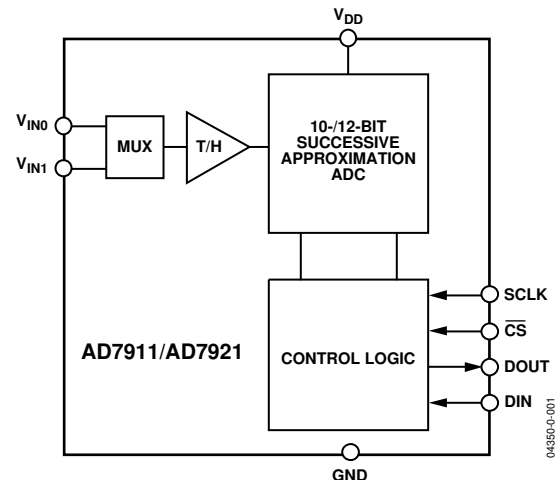 VDD
VIN0
VIN1
MUX
T/H
10-/12-BIT
SUCCESSIVE
APPROXIMATION
ADC
SCLK
CS
DOUT
DIN
AD7911/AD7921
CONTROL LOGIC
GND
04350-0-001